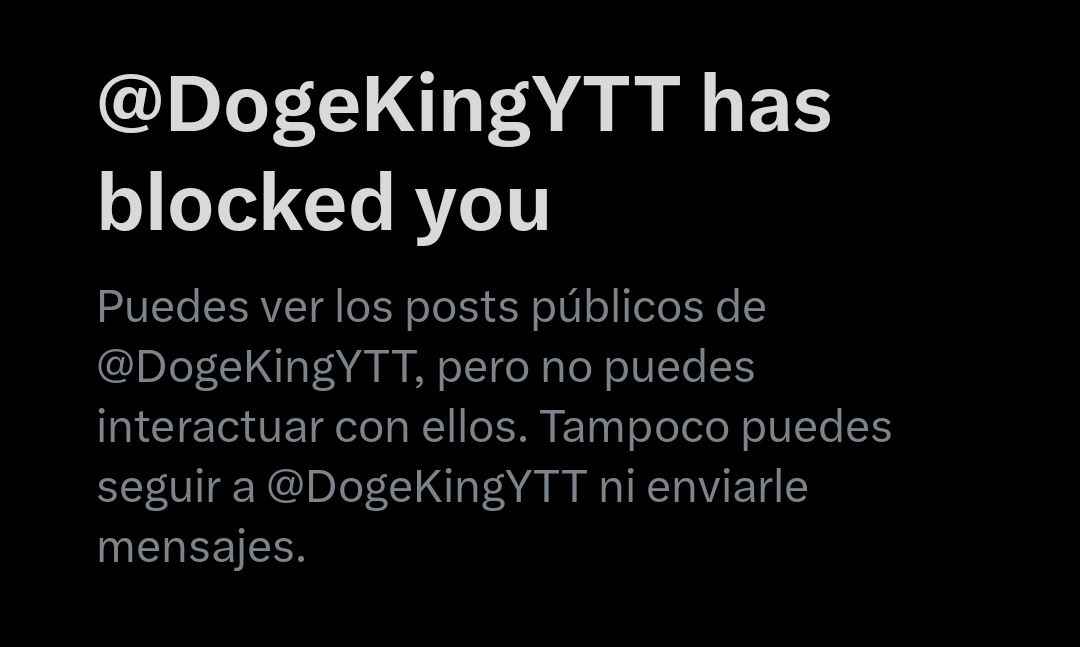 @DogeKingYTT has
blocked you
Puedes ver los posts públicos de
@DogeKingYTT, pero no puedes
interactuar con ellos. Tampoco puedes
seguir a @DogeKingYTT ni enviarle
mensajes.